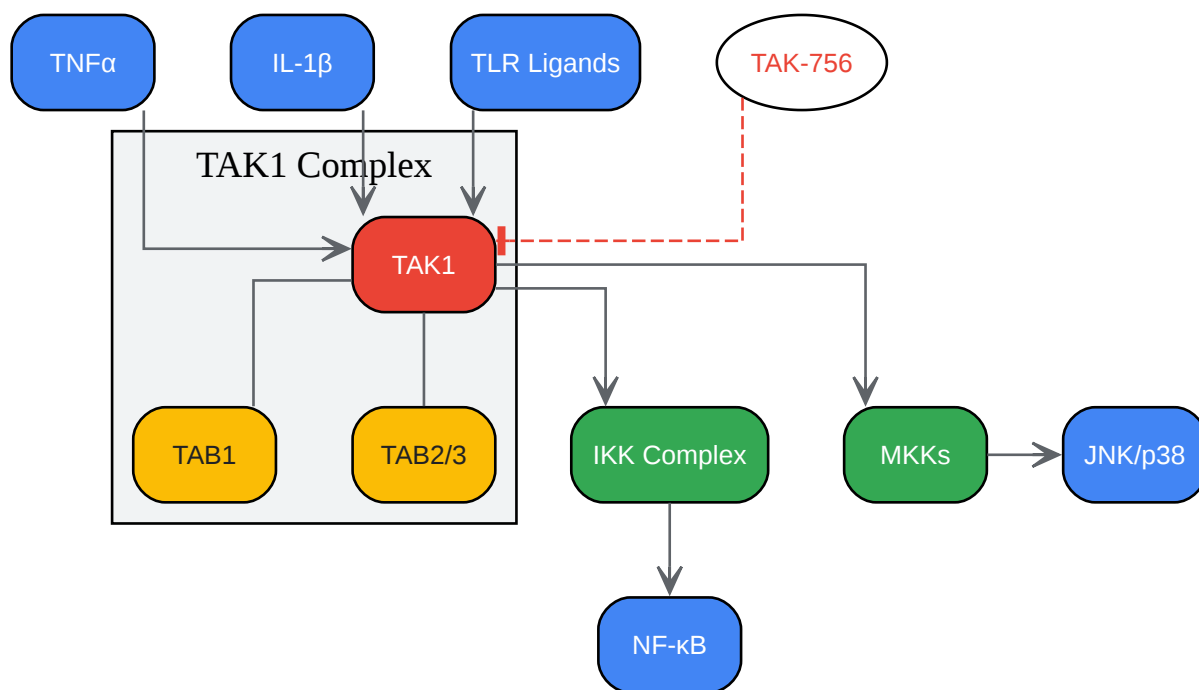 TNFα
IL-1β
TLR Ligands
TAK-756
TAK1 Complex
TAK1
TAB1
TAB2/3
IKK Complex
MKKs
JNK/p38
NF-κB